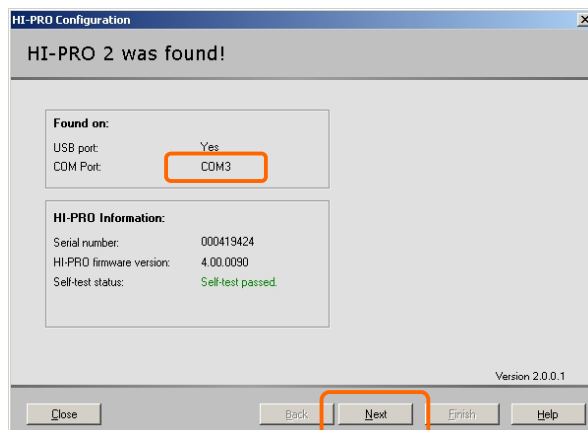 HI-PRO Configuration
HI-PRO 2 was found!
Found on:
USB port: Yes
COM Port: COM3
HI-PRO Information:
Serial number: 000419424
HI-PRO firmware version: 4.00.0090
Self-test status: Self-test passed.
Version 2.0.0.1
Close Back Next Finish Help